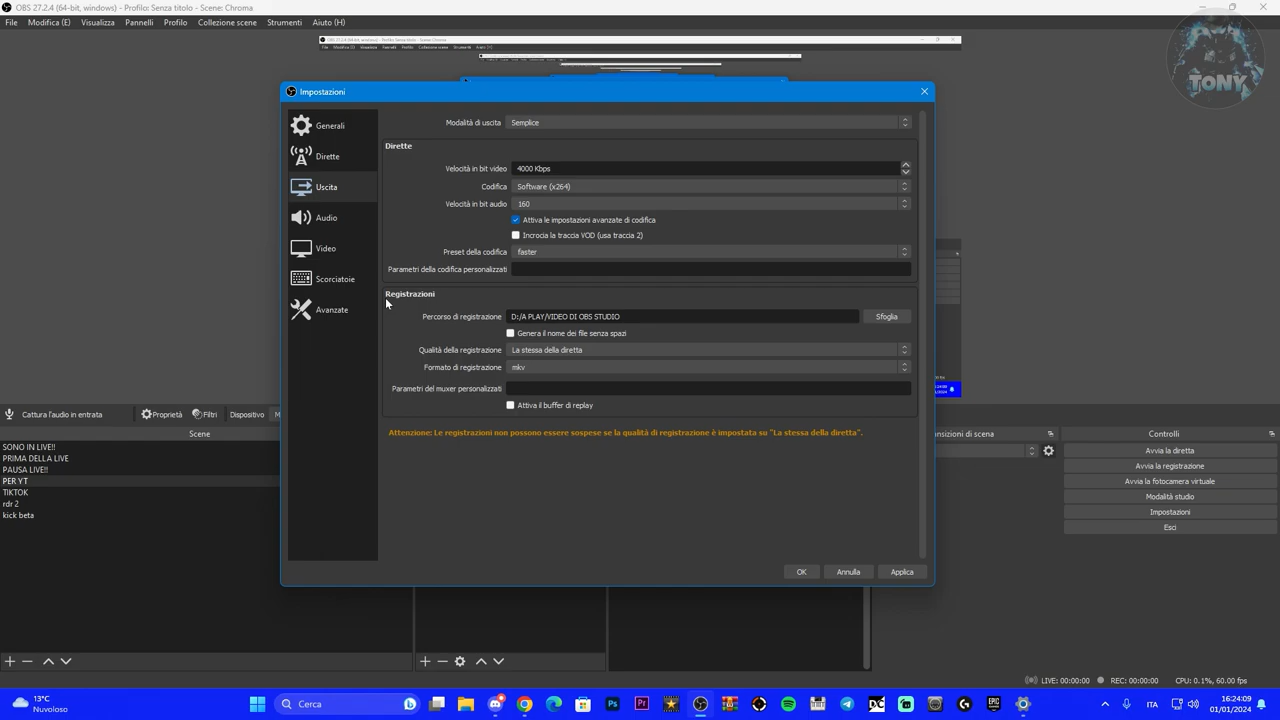 OBS 27.2.4 (64-bit, windows) - Profilo: Senza titolo - Scene: Chroma
File Modifica (E) Visualizza Pannelli Profilo Collezione scene Strumenti Aiuto (H)
TONY
Impostazioni
Generali
Dirette
Uscita
Audio
Video
Scorciatoie
Avanzate
Modalità di uscita Semplice
Dirette
Velocità in bit video 4000 Kbps
Codifica Software (x264)
Velocità in bit audio 160
Attiva le impostazioni avanzate di codifica
Incrocia la traccia VOD (usa traccia 2)
Preset della codifica faster
Parametri della codifica personalizzati
Registrazioni
Percorso di registrazione D:/A PLAY/VIDEO DI OBS STUDIO Sfoglia
Genera il nome dei file senza spazi
Qualità della registrazione La stessa della diretta
Formato di registrazione mkv
Parametri del muxer personalizzati
Attiva il buffer di replay
Attenzione: Le registrazioni non possono essere sospese se la qualità di registrazione è impostata su "La stessa della diretta".
OK Annulla Applica
Cattura l'audio in entrata Proprietà Filtri Dispositivo
Scene
SONO IN LIVE!!
PRIMA DELLA LIVE
PAUSA LIVE!!
PER YT
TIKTOK
rdr 2
kick beta
ansizioni di scena
Controlli
Avvia la diretta
Avvia la registrazione
Avvia la fotocamera virtuale
Modalità studio
Impostazioni
Esci
LIVE: 00:00:00 REC: 00:00:00 CPU: 0.1%, 60.00 fps
13°C
Nuvoloso
Cerca
ITA
16:24:09
01/01/2024